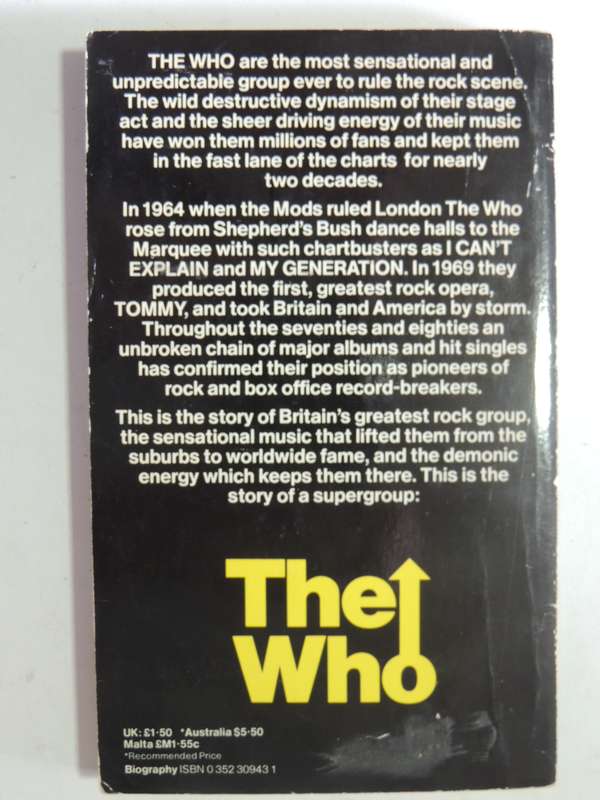 THE WHO are the most sensational and
unpredictable group ever to rule the rock scene.
The wild destructive dynamism of their stage
act and the sheer driving energy of their music
have won them millions of fans and kept them
in the fast lane of the charts for nearly
two decades.
In 1964 when the Mods ruled London The Who
rose from Shepherd's Bush dance halls to the
Marquee with such chartbusters as I CAN'T
EXPLAIN and MY GENERATION. In 1969 they
produced the first, greatest rock opera,
TOMMY, and took Britain and America by storm.
Throughout the seventies and eighties an
unbroken chain of major albums and hit singles
has confirmed their position as pioneers of
rock and box office record-breakers.
This is the story of Britain's greatest rock group,
the sensational music that lifted them from the
suburbs to worldwide fame, and the demonic
energy which keeps them there. This is the
story of a supergroup:
The
Who
UK: £1·50 *Australia $5·50
Malta £M1·55c
*Recommended Price
Biography ISBN 0 352 30943 1